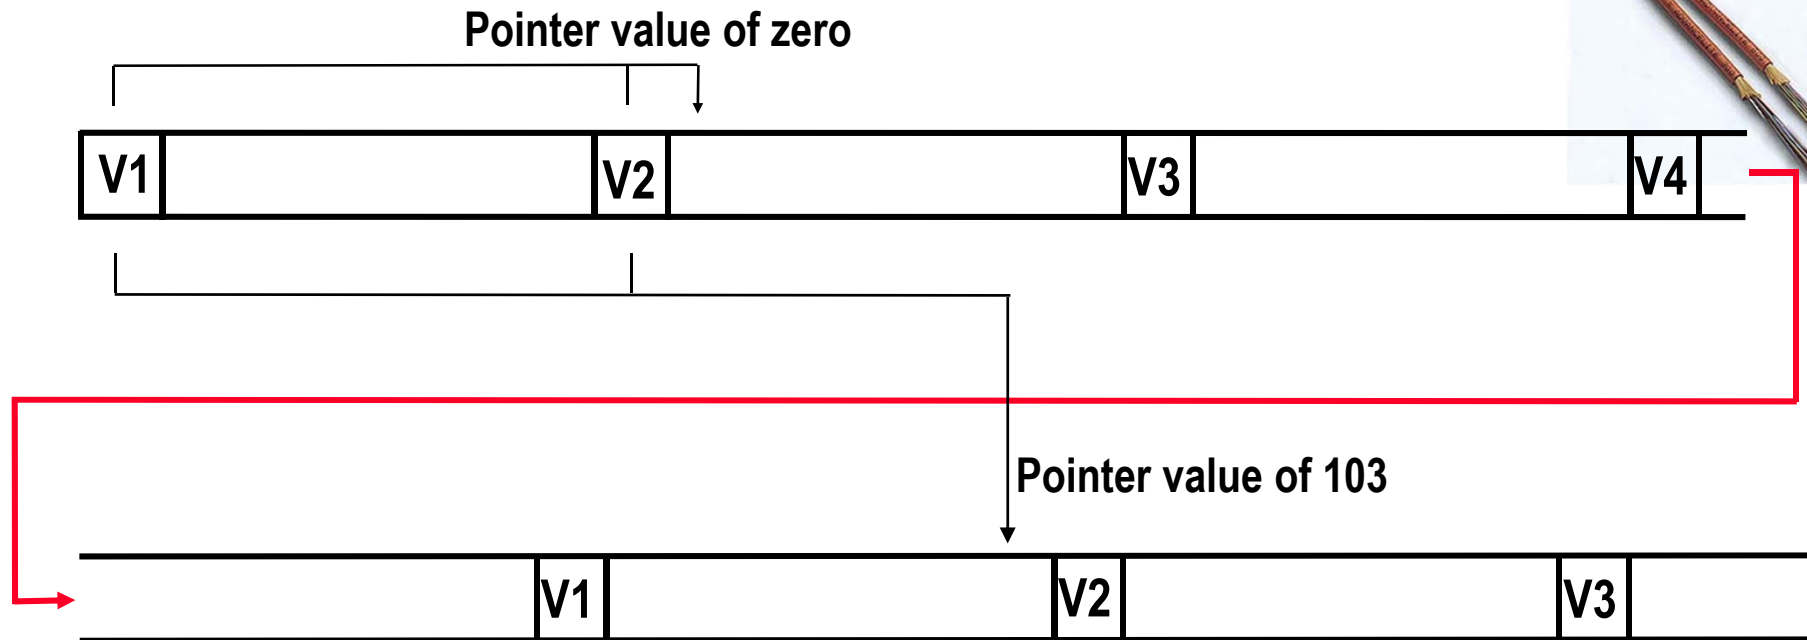 Pointer value of zero
V1 V2 V3 V4
Pointer value of 103
V1 V2 V3